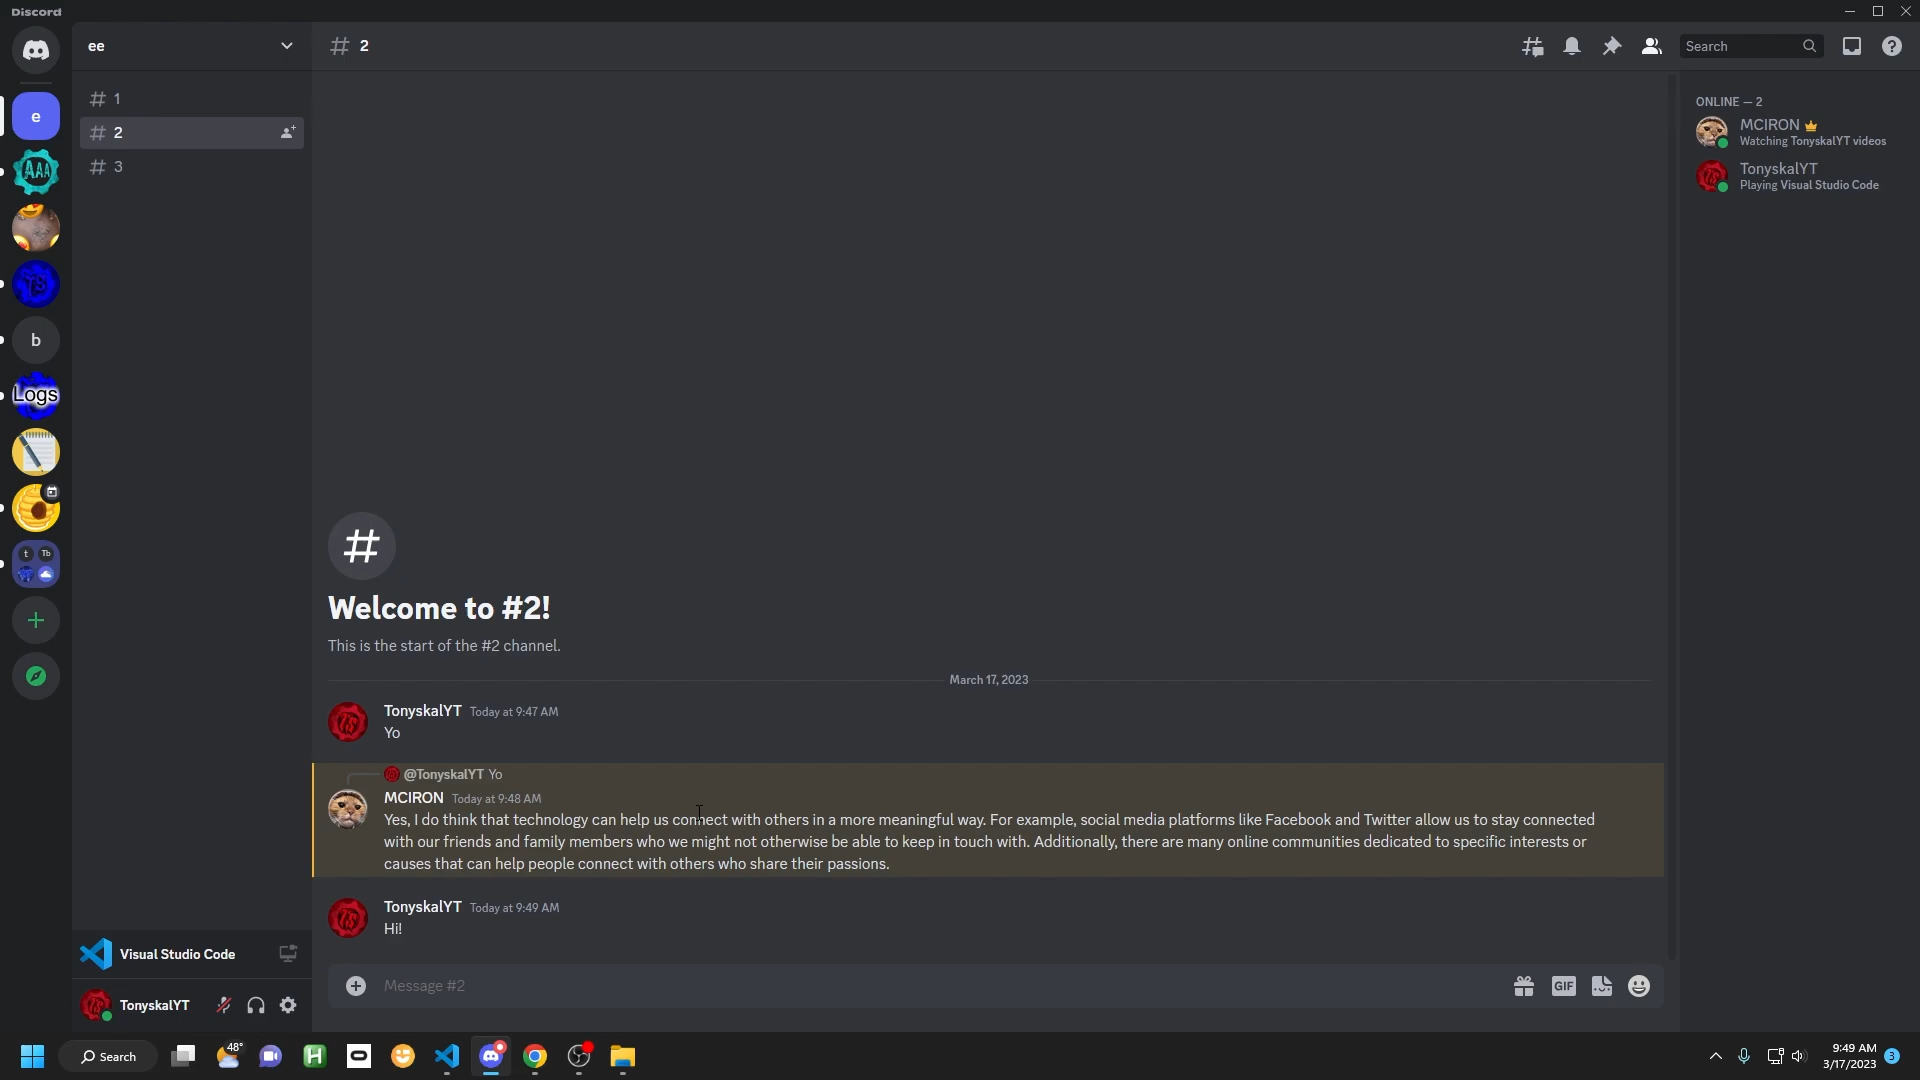 Discord
ee
# 2
Search
# 1
# 2
# 3
e
AAA
TS
b
Logs
t Tb
ONLINE — 2
MCIRON
Watching TonyskalYT videos
TonyskalYT
Playing Visual Studio Code
#
Welcome to #2!
This is the start of the #2 channel.
March 17, 2023
TonyskalYT Today at 9:47 AM
Yo
@TonyskalYT Yo
MCIRON Today at 9:48 AM
Yes, I do think that technology can help us connect with others in a more meaningful way. For example, social media platforms like Facebook and Twitter allow us to stay connected
with our friends and family members who we might not otherwise be able to keep in touch with. Additionally, there are many online communities dedicated to specific interests or
causes that can help people connect with others who share their passions.
TonyskalYT Today at 9:49 AM
Hi!
Visual Studio Code
Message #2
GIF
TonyskalYT
Search
48°
H
9:49 AM
3/17/2023
3